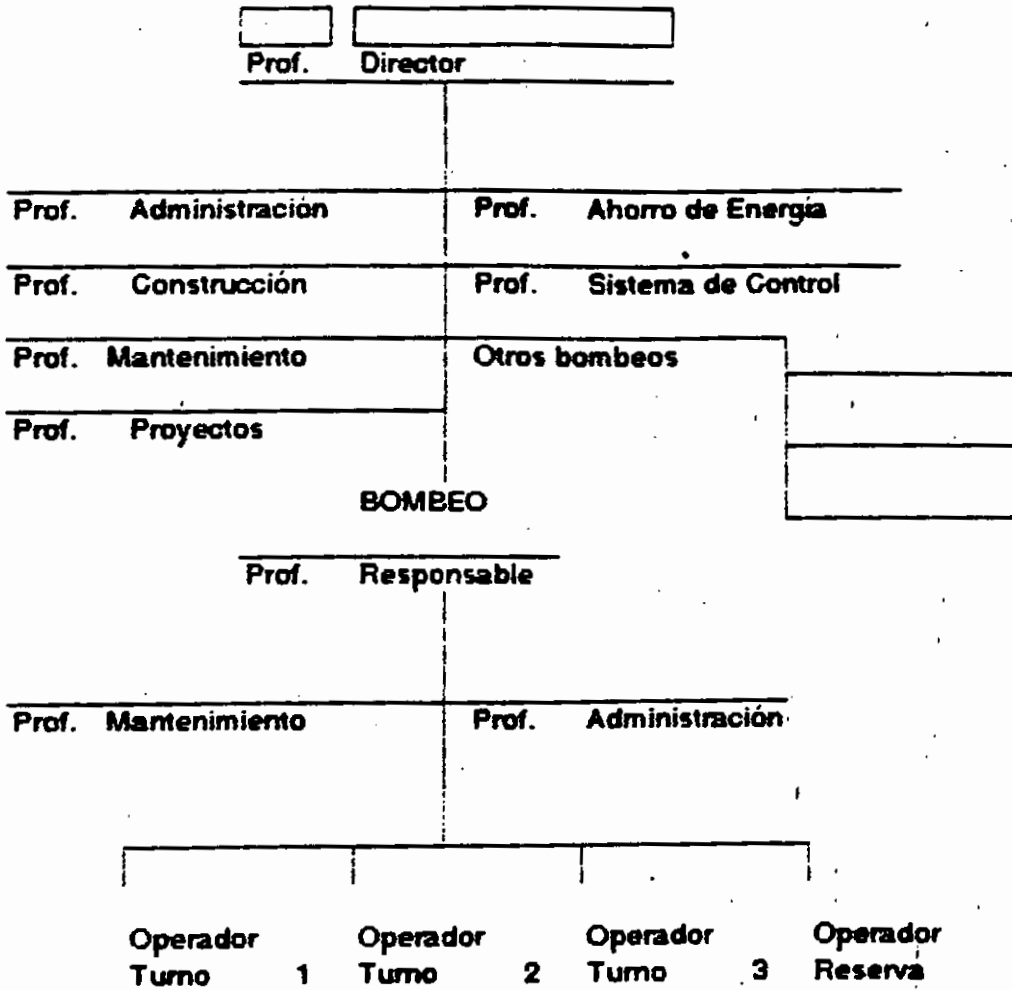 Prof. Director
Prof. Administración Prof. Ahorro de Energía
Prof. Construcción Prof. Sistema de Control
Prof. Mantenimiento Otros bombeos
Prof. Proyectos
BOMBEO
Prof. Responsable
Prof. Mantenimiento Prof. Administración
Operador Operador Operador Operador
Turno 1 Turno 2 Turno 3 Reserva